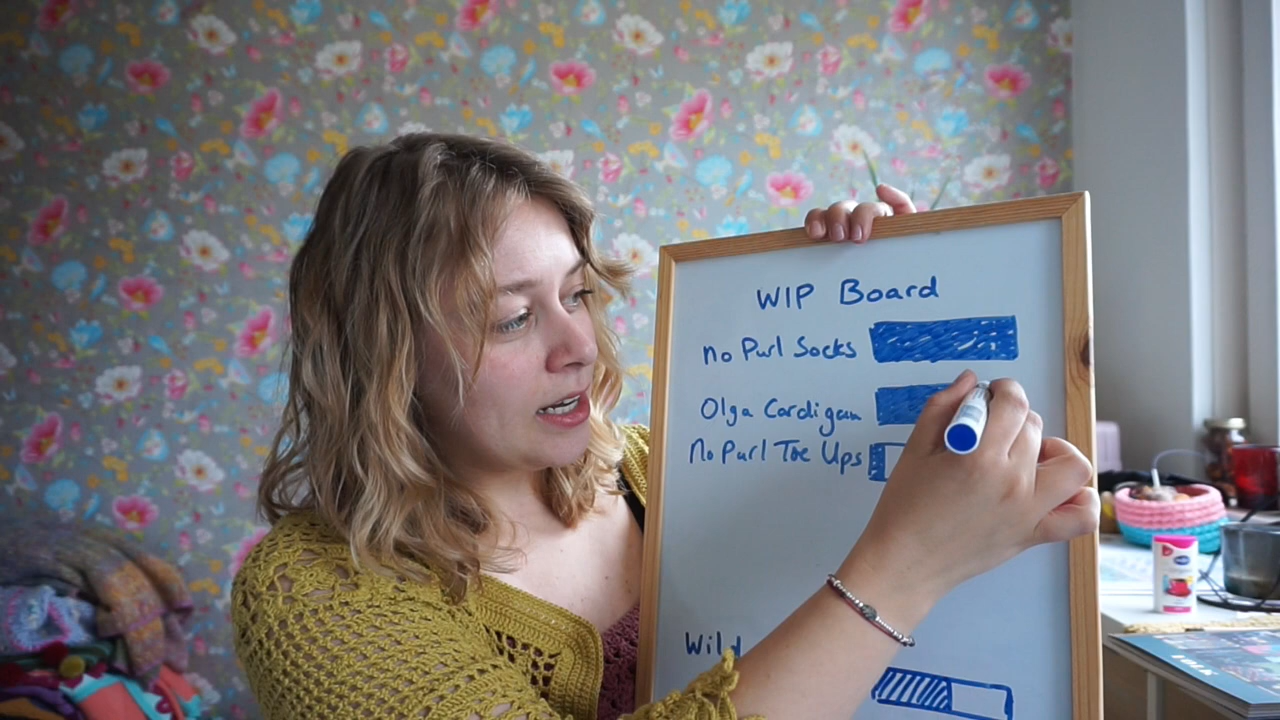 WIP Board
no Purl Socks
Olga Cardigan
No Purl Toe Ups
Wild